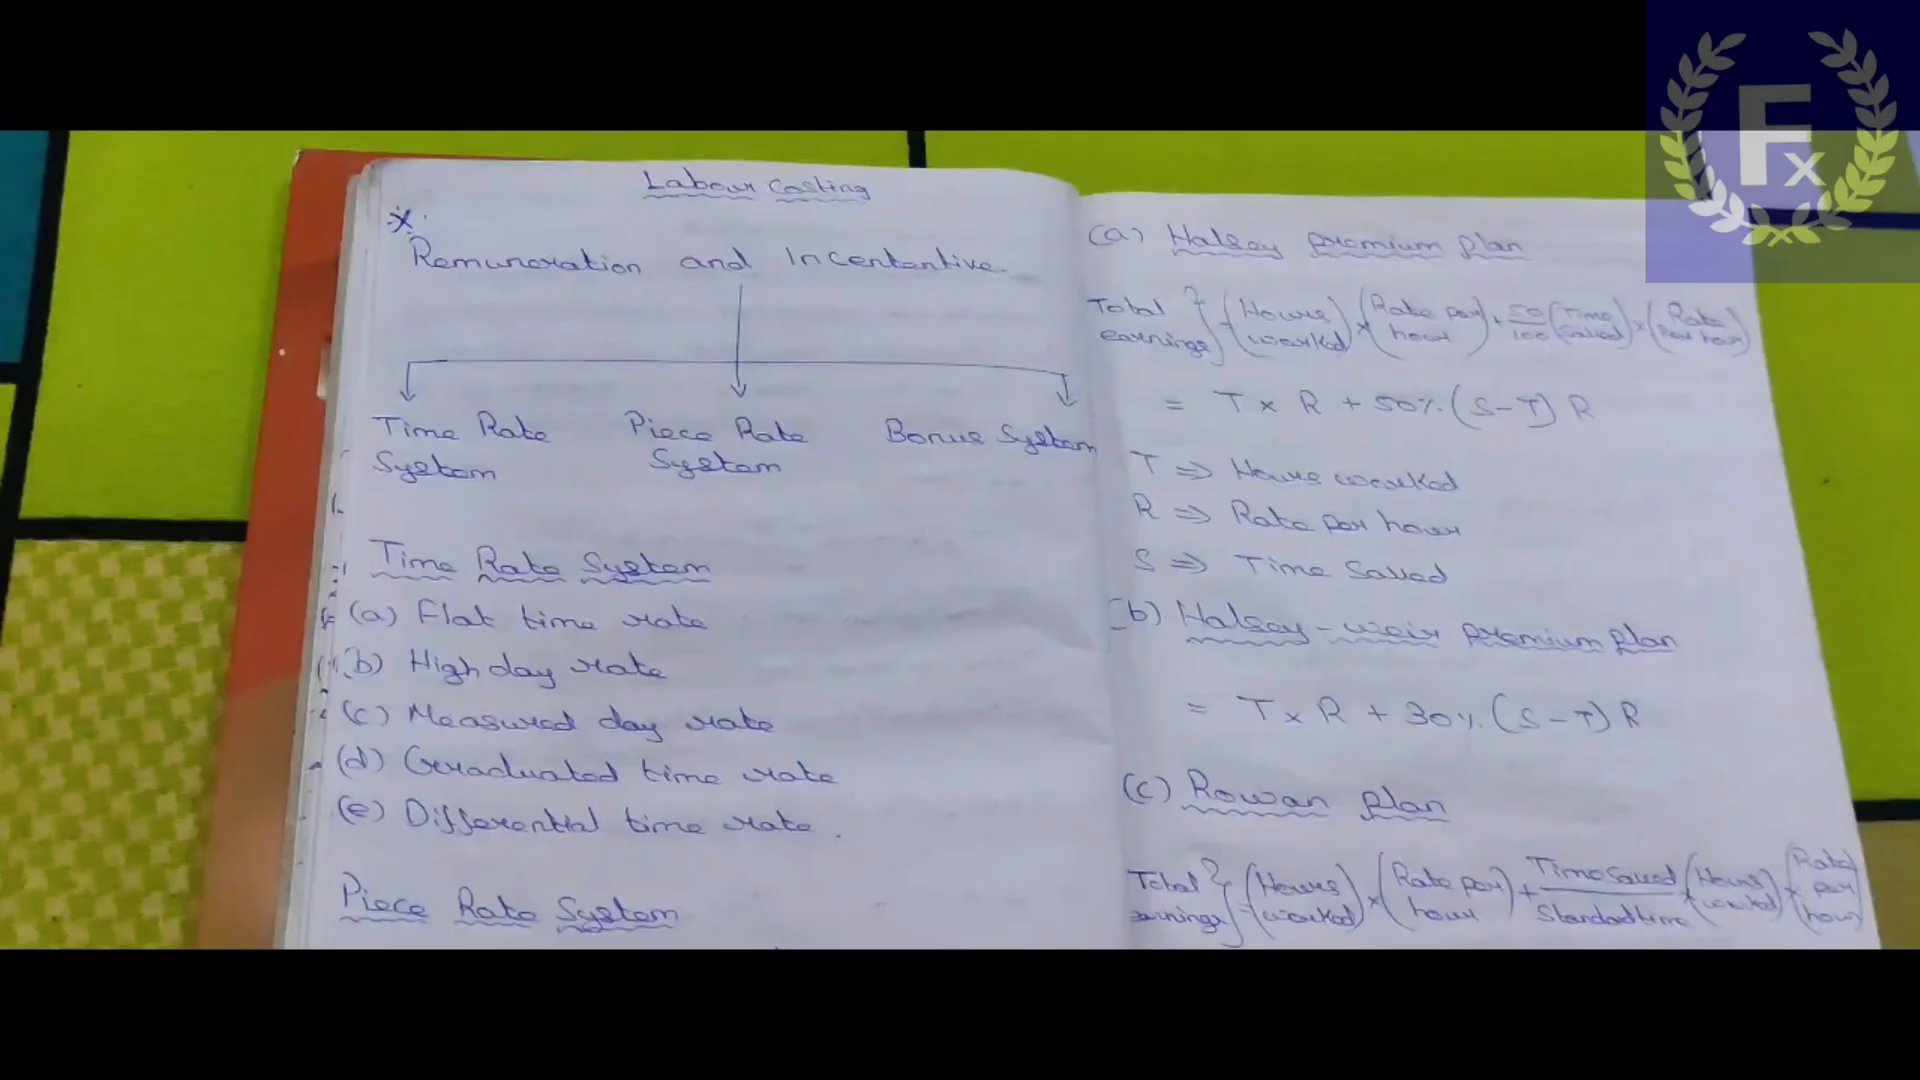 Labour Costing
Remuneration and Incententive.
Time Rate System
Piece Rate System
Bonus System
Time Rate System
(a) Flat time rate
(b) High day rate
(c) Measured day rate
(d) Graduated time rate
(e) Differential time rate.
Piece Rate System
(a) Halsey premium plan
Total earnings } = (Hours worked) × (Rate per hour) + 50/100 (Time saved) × (Rate per hour)
= T × R + 50%. (S-T) R
T ⇒ Hours worked
R ⇒ Rate per hour
S ⇒ Time Saved
(b) Halsey-weir premium plan
= T × R + 30%. (S-T) R
(c) Rowan plan
Total earnings } = (Hours worked) × (Rate per hour) + Time saved / Standard time × (Hours worked) × (Rate per hour)
Fx